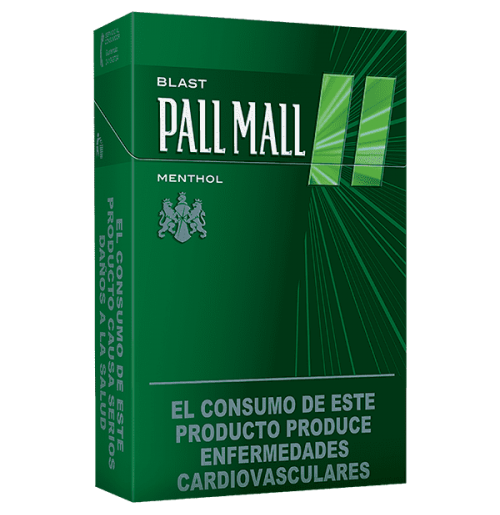 BLAST
PALL MALL
MENTHOL
EL CONSUMO DE ESTE
PRODUCTO PRODUCE
ENFERMEDADES
CARDIOVASCULARES
EL CONSUMO DE ESTE
PRODUCTO CAUSA SERIOS
DAÑOS A LA SALUD